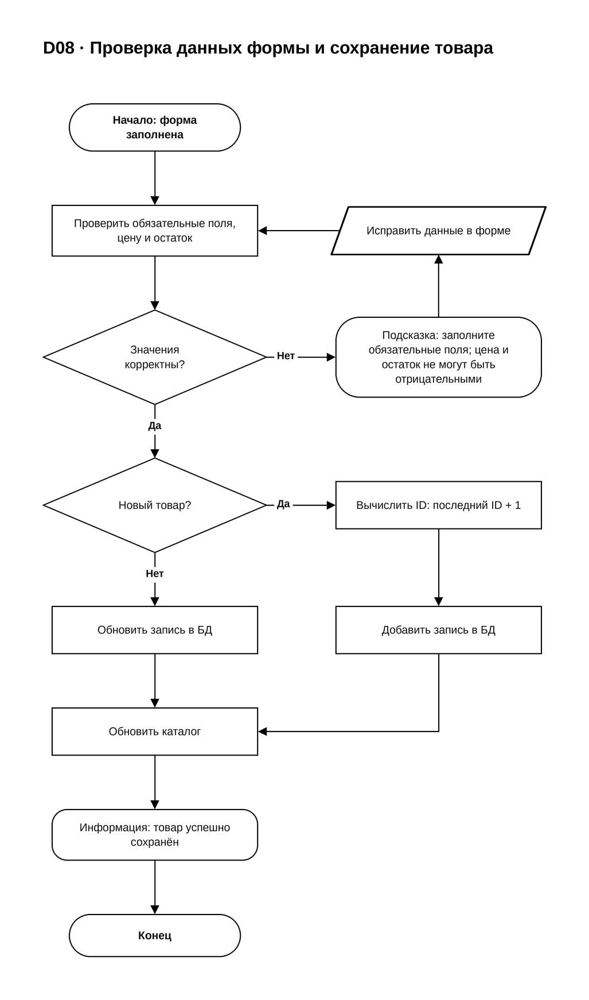 D08 · Проверка данных формы и сохранение товара
Начало: форма
заполнена
Проверить обязательные поля,
цену и остаток
Исправить данные в форме
Значения
корректны?
Нет
Подсказка: заполните
обязательные поля; цена и
остаток не могут быть
отрицательными
Да
Новый товар?
Да
Вычислить ID: последний ID + 1
Нет
Обновить запись в БД
Добавить запись в БД
Обновить каталог
Информация: товар успешно
сохранён
Конец